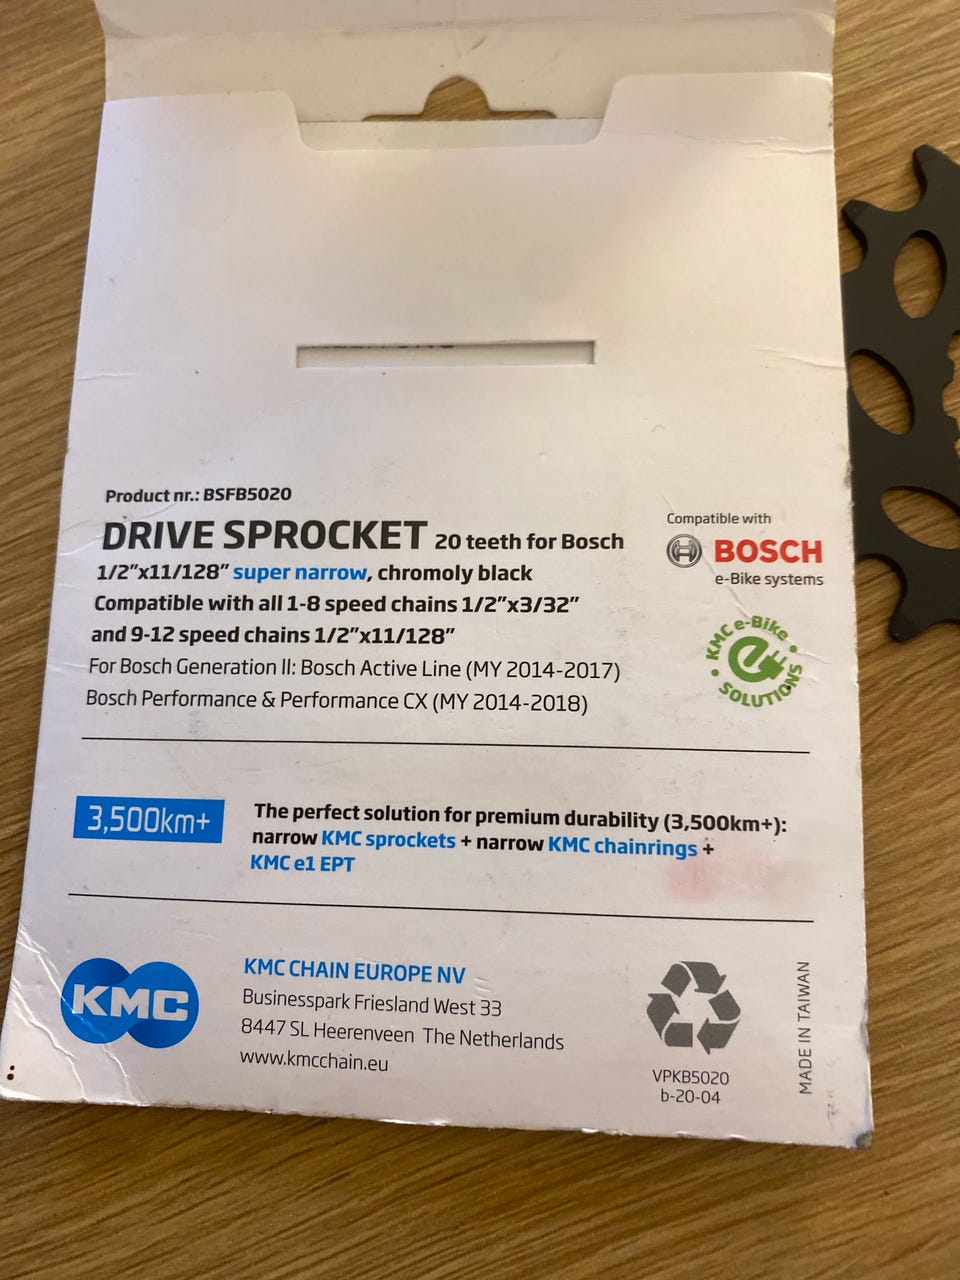 Product nr.: BSFB5020
DRIVE SPROCKET 20 teeth for Bosch
1/2”x11/128” super narrow, chromoly black
Compatible with all 1-8 speed chains 1/2”x3/32”
and 9-12 speed chains 1/2”x11/128”
For Bosch Generation II: Bosch Active Line (MY 2014-2017)
Bosch Performance & Performance CX (MY 2014-2018)
Compatible with
BOSCH
e-Bike systems
KMC e-Bike
SOLUTIONS
3,500km+
The perfect solution for premium durability (3,500km+):
narrow KMC sprockets + narrow KMC chainrings +
KMC e1 EPT
KMC
KMC CHAIN EUROPE NV
Businesspark Friesland West 33
8447 SL Heerenveen The Netherlands
www.kmcchain.eu
VPKB5020
b-20-04
MADE IN TAIWAN